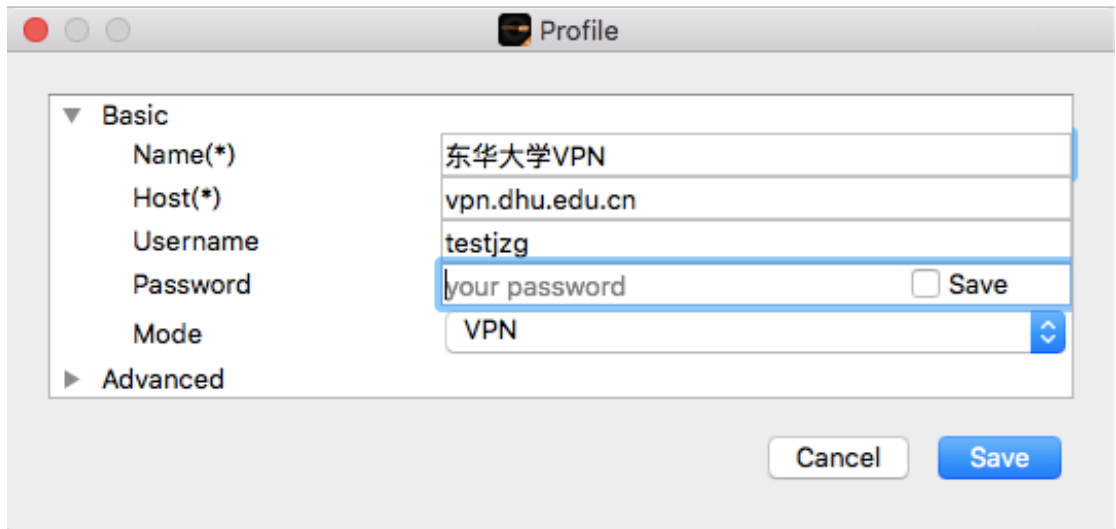 Profile
Basic
Name(*) 东华大学VPN
Host(*) vpn.dhu.edu.cn
Username testjzg
Password your password Save
Mode VPN
Advanced
Cancel Save